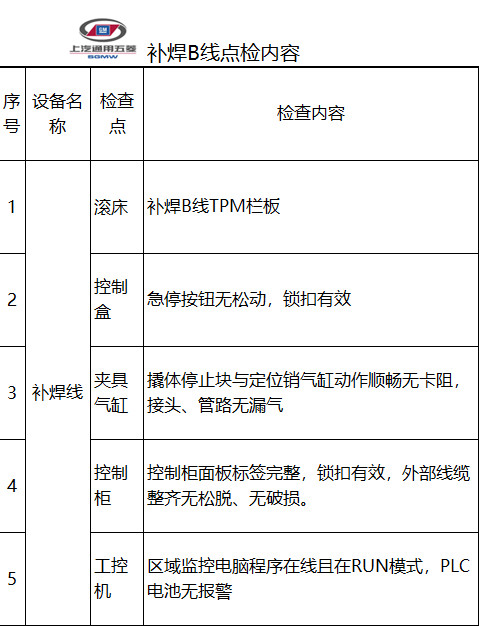 上汽通用五菱
SGMW
补焊B线点检内容
序号
设备名称
检查点
检查内容
1
补焊线
滚床
补焊B线TPM栏板
2
控制盒
急停按钮无松动，锁扣有效
3
夹具气缸
撬体停止块与定位销气缸动作顺畅无卡阻，
接头、管路无漏气
4
控制柜
控制柜面板标签完整，锁扣有效，外部线缆
整齐无松脱、无破损。
5
工控机
区域监控电脑程序在线且在RUN模式，PLC
电池无报警